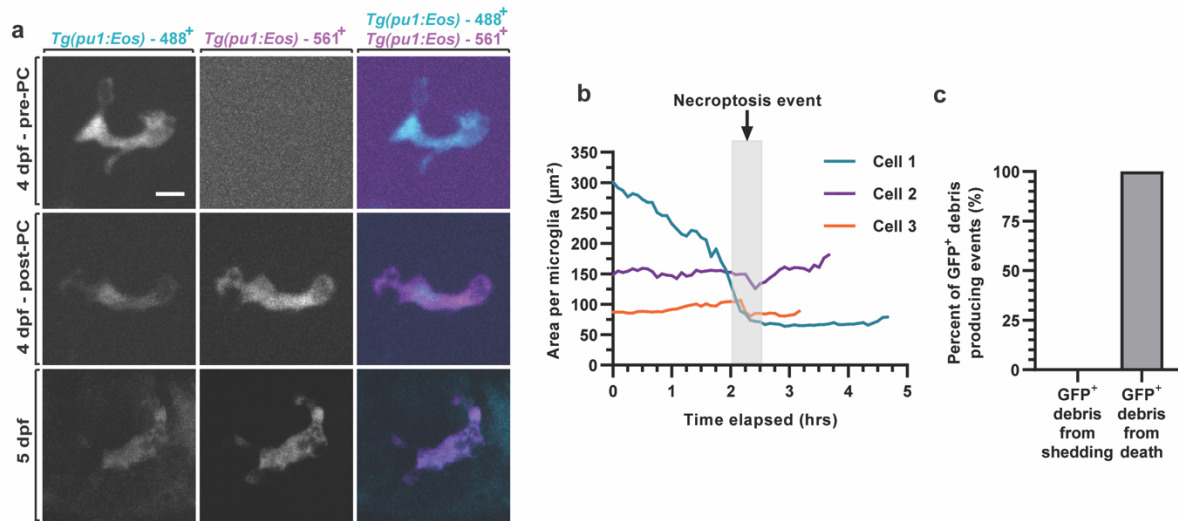 a
Tg(pu1:Eos) - 488+
Tg(pu1:Eos) - 561+
Tg(pu1:Eos) - 488+
Tg(pu1:Eos) - 561+
4 dpf - pre-PC
4 dpf - post-PC
5 dpf
b
Necroptosis event
Area per microglia (µm²)
350
300
250
200
150
100
50
0
0 1 2 3 4 5
Time elapsed (hrs)
Cell 1
Cell 2
Cell 3
c
Percent of GFP+ debris
producing events (%)
100
75
50
25
0
GFP+
debris
from
shedding
GFP+
debris
from
death